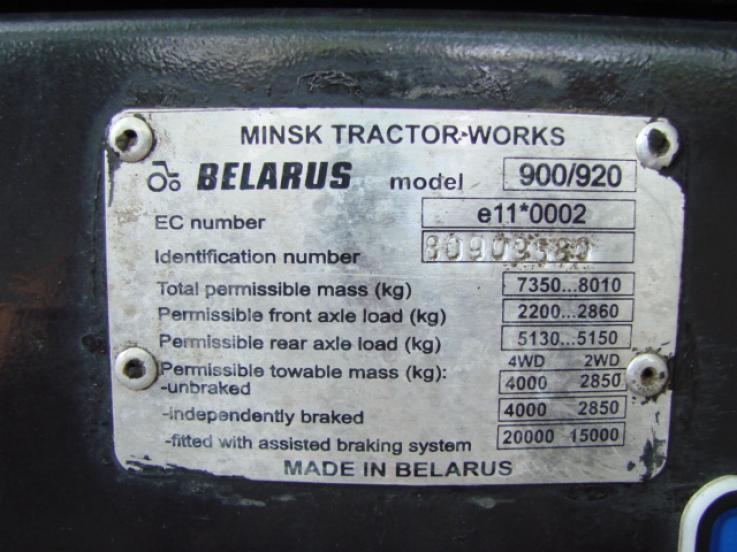 MINSK TRACTOR WORKS
BELARUS model 900/920
EC number e11*0002
Identification number
Total permissible mass (kg) 7350...8010
Permissible front axle load (kg) 2200...2860
Permissible rear axle load (kg) 5130...5150
4WD 2WD
Permissible towable mass (kg):
-unbraked 4000 2850
-independently braked 4000 2850
-fitted with assisted braking system 20000 15000
MADE IN BELARUS